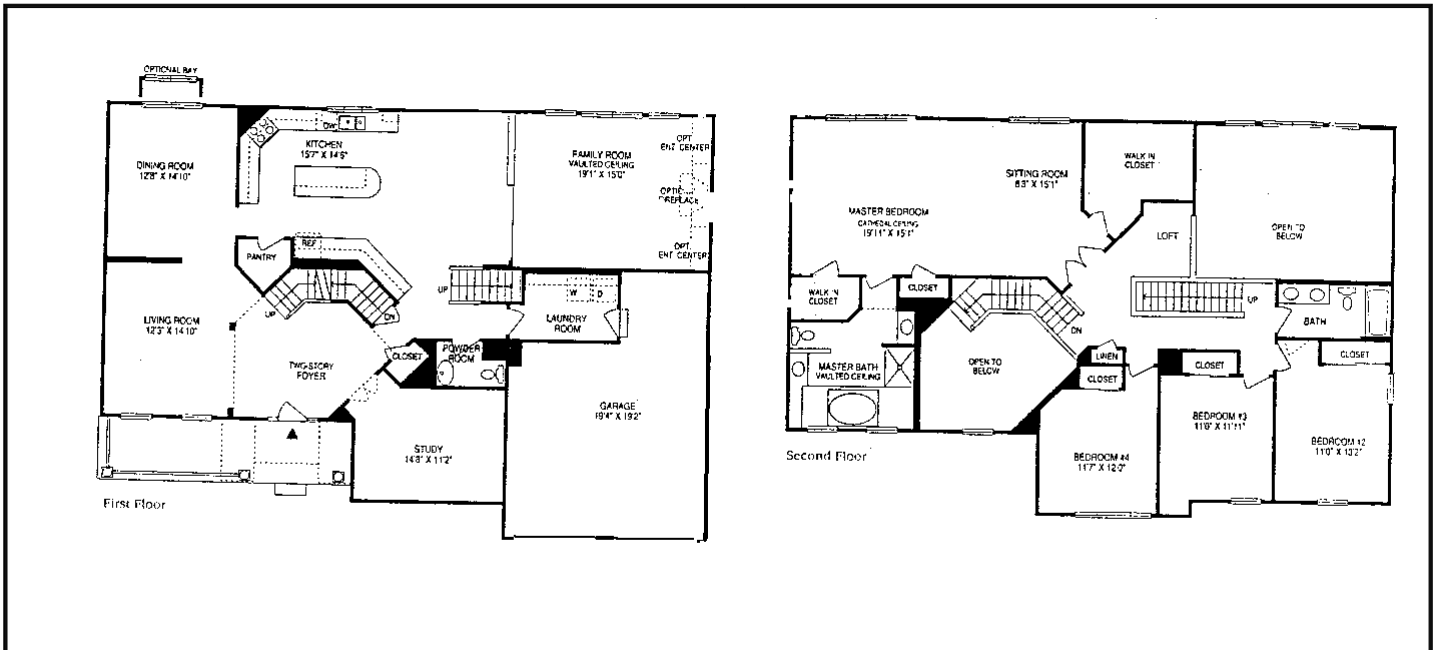 OPTIONAL BAY
DINING ROOM
12'8" X 14'10"
DW
KITCHEN
15'7" X 14'6"
FAMILY ROOM
VAULTED CEILING
19'1" X 15'0"
OPT.
ENT CENTER
FIREPLACE
OPT.
ENT CENTER
PANTRY
REF
UP
W
D
LAUNDRY
ROOM
LIVING ROOM
12'3" X 14'10"
UP
DN
CLOSET
POWDER
ROOM
TWO-STORY
FOYER
GARAGE
19'4" X 19'2"
STUDY
14'8" X 11'2"
First Floor
MASTER BEDROOM
CATHEDAL CEILING
19'11" X 15'1"
SITTING ROOM
8'3" X 15'1"
WALK IN
CLOSET
LOFT
OPEN TO
BELOW
WALK IN
CLOSET
CLOSET
DN
UP
BATH
LINEN
CLOSET
CLOSET
CLOSET
MASTER BATH
VAULTED CEILING
OPEN TO
BELOW
BEDROOM #4
11'7" X 12'0"
BEDROOM #3
11'0" X 11'11"
BEDROOM #2
11'0" X 13'2"
Second Floor